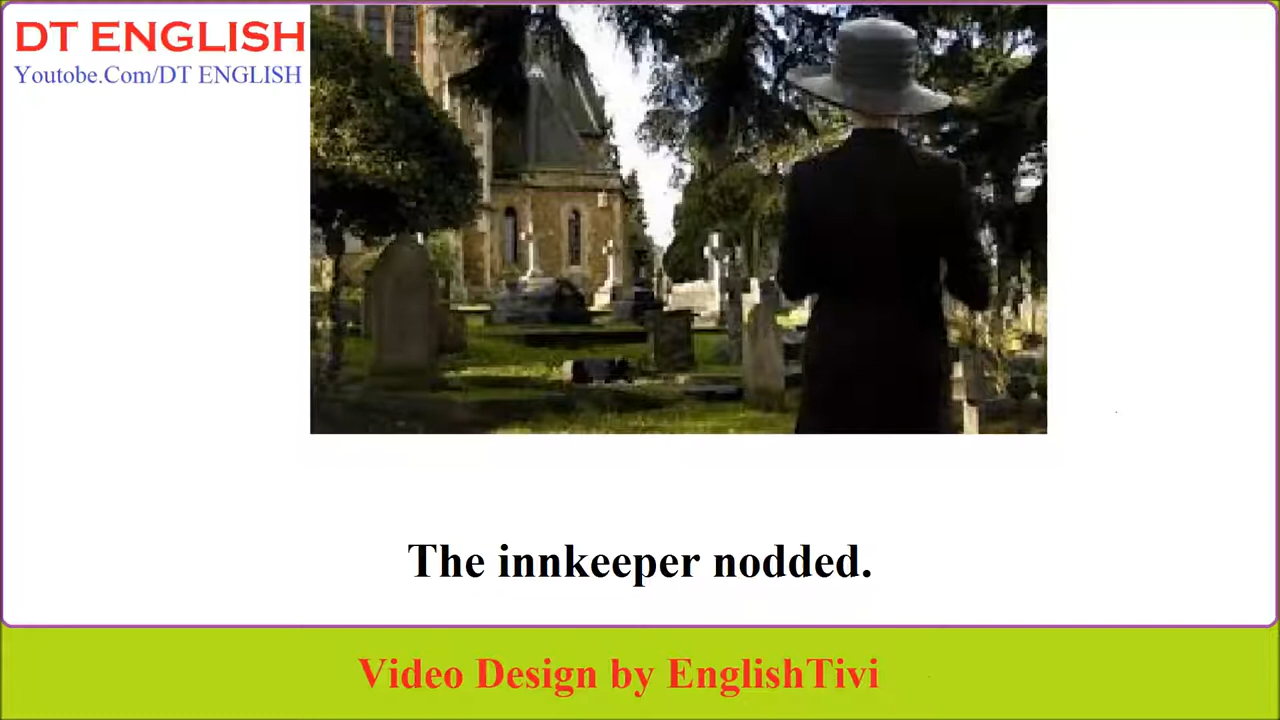 DT ENGLISH
Youtobe.Com/DT ENGLISH
The innkeeper nodded.
Video Design by EnglishTivi